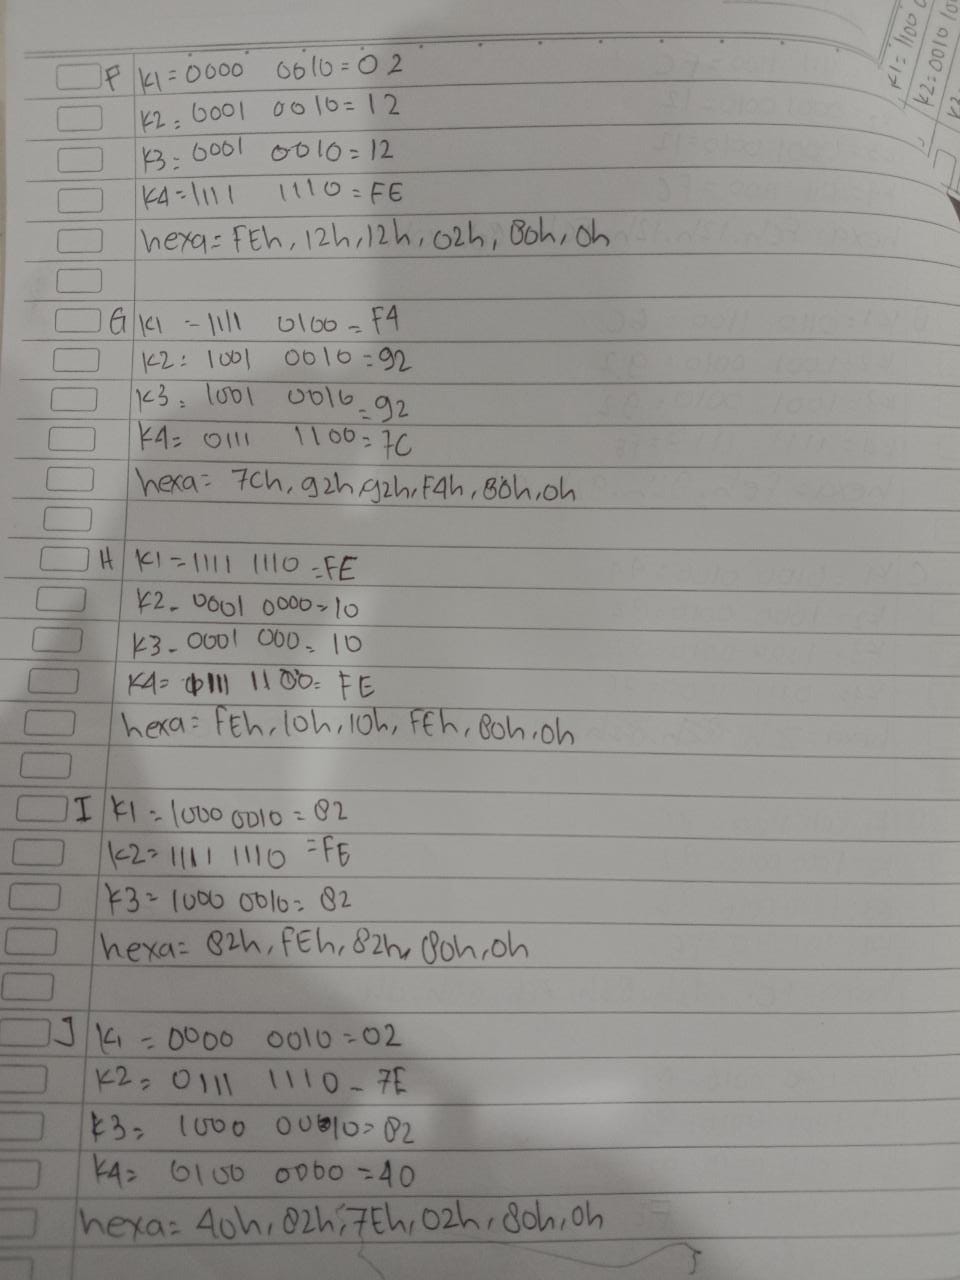 K1 = 1100
K2 = 0010
K3
F K1 = 0000 0010 = 02
K2 = 0001 0010 = 12
K3 = 0001 0010 = 12
K4 = 1111 1110 = FE
hexa = FEh, 12h, 12h, 02h, 80h, 0h
G K1 = 1111 0100 = F4
K2 = 1001 0010 = 92
K3 = 1001 0010 = 92
K4 = 0111 1100 = 7C
hexa = 7Ch, 92h, 92h, F4h, 80h, 0h
H K1 = 1111 1110 = FE
K2 = 0001 0000 = 10
K3 = 0001 000 = 10
K4 = 0111 1100 = FE
hexa = FEh, 10h, 10h, FEh, 80h, 0h
I K1 = 1000 0010 = 82
K2 = 1111 1110 = FE
K3 = 1000 0010 = 82
hexa = 82h, FEh, 82h, 80h, 0h
J K1 = 0000 0010 = 02
K2 = 0111 1110 = 7E
K3 = 1000 0010 = 82
K4 = 0100 0000 = 40
hexa = 40h, 82h, 7Eh, 02h, 80h, 0h